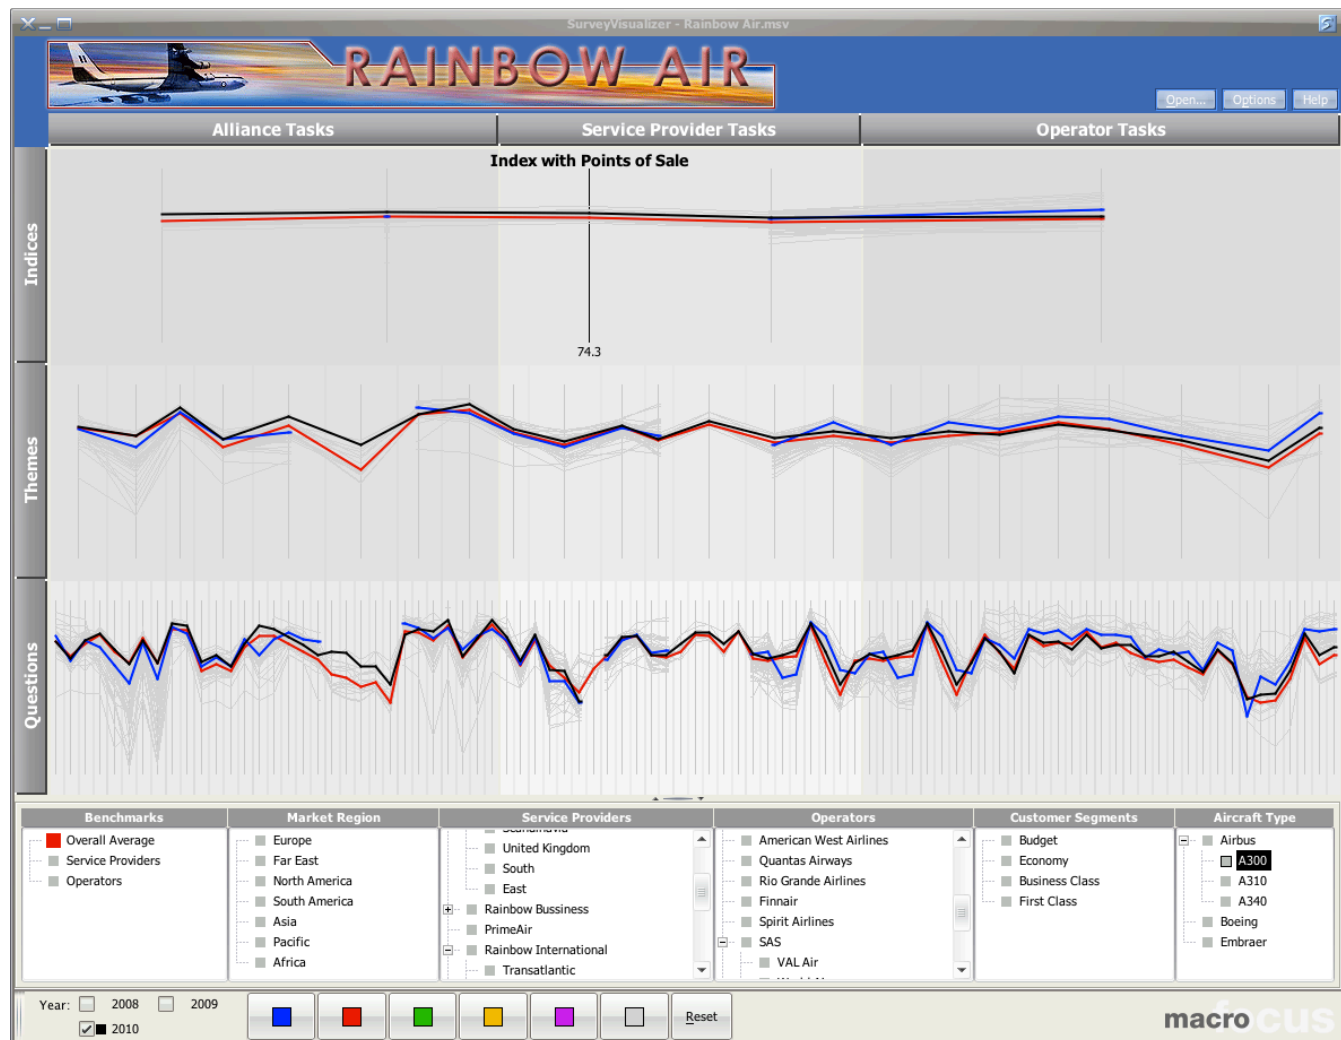 SurveyVisualizer - Rainbow Air.msv
RAINBOW AIR
Open... Options Help
Alliance Tasks Service Provider Tasks Operator Tasks
Indices
Index with Points of Sale
74.3
Themes
Questions
Benchmarks Market Region Service Providers Operators Customer Segments Aircraft Type
Overall Average
Service Providers
Operators
Europe
Far East
North America
South America
Asia
Pacific
Africa
Scandinavia
United Kingdom
South
East
Rainbow Bussiness
PrimeAir
Rainbow International
Transatlantic
American West Airlines
Quantas Airways
Rio Grande Airlines
Finnair
Spirit Airlines
SAS
VAL Air
Budget
Economy
Business Class
First Class
Airbus
A300
A310
A340
Boeing
Embraer
Year: 2008 2009
2010
Reset
macrofocus